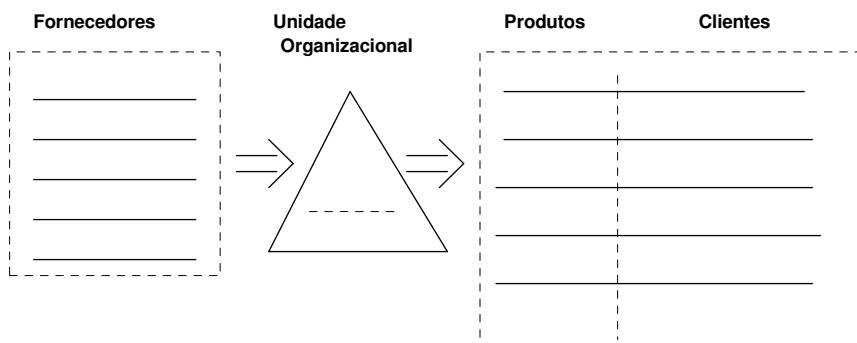 Fornecedores
Unidade
Organizacional
Produtos
Clientes